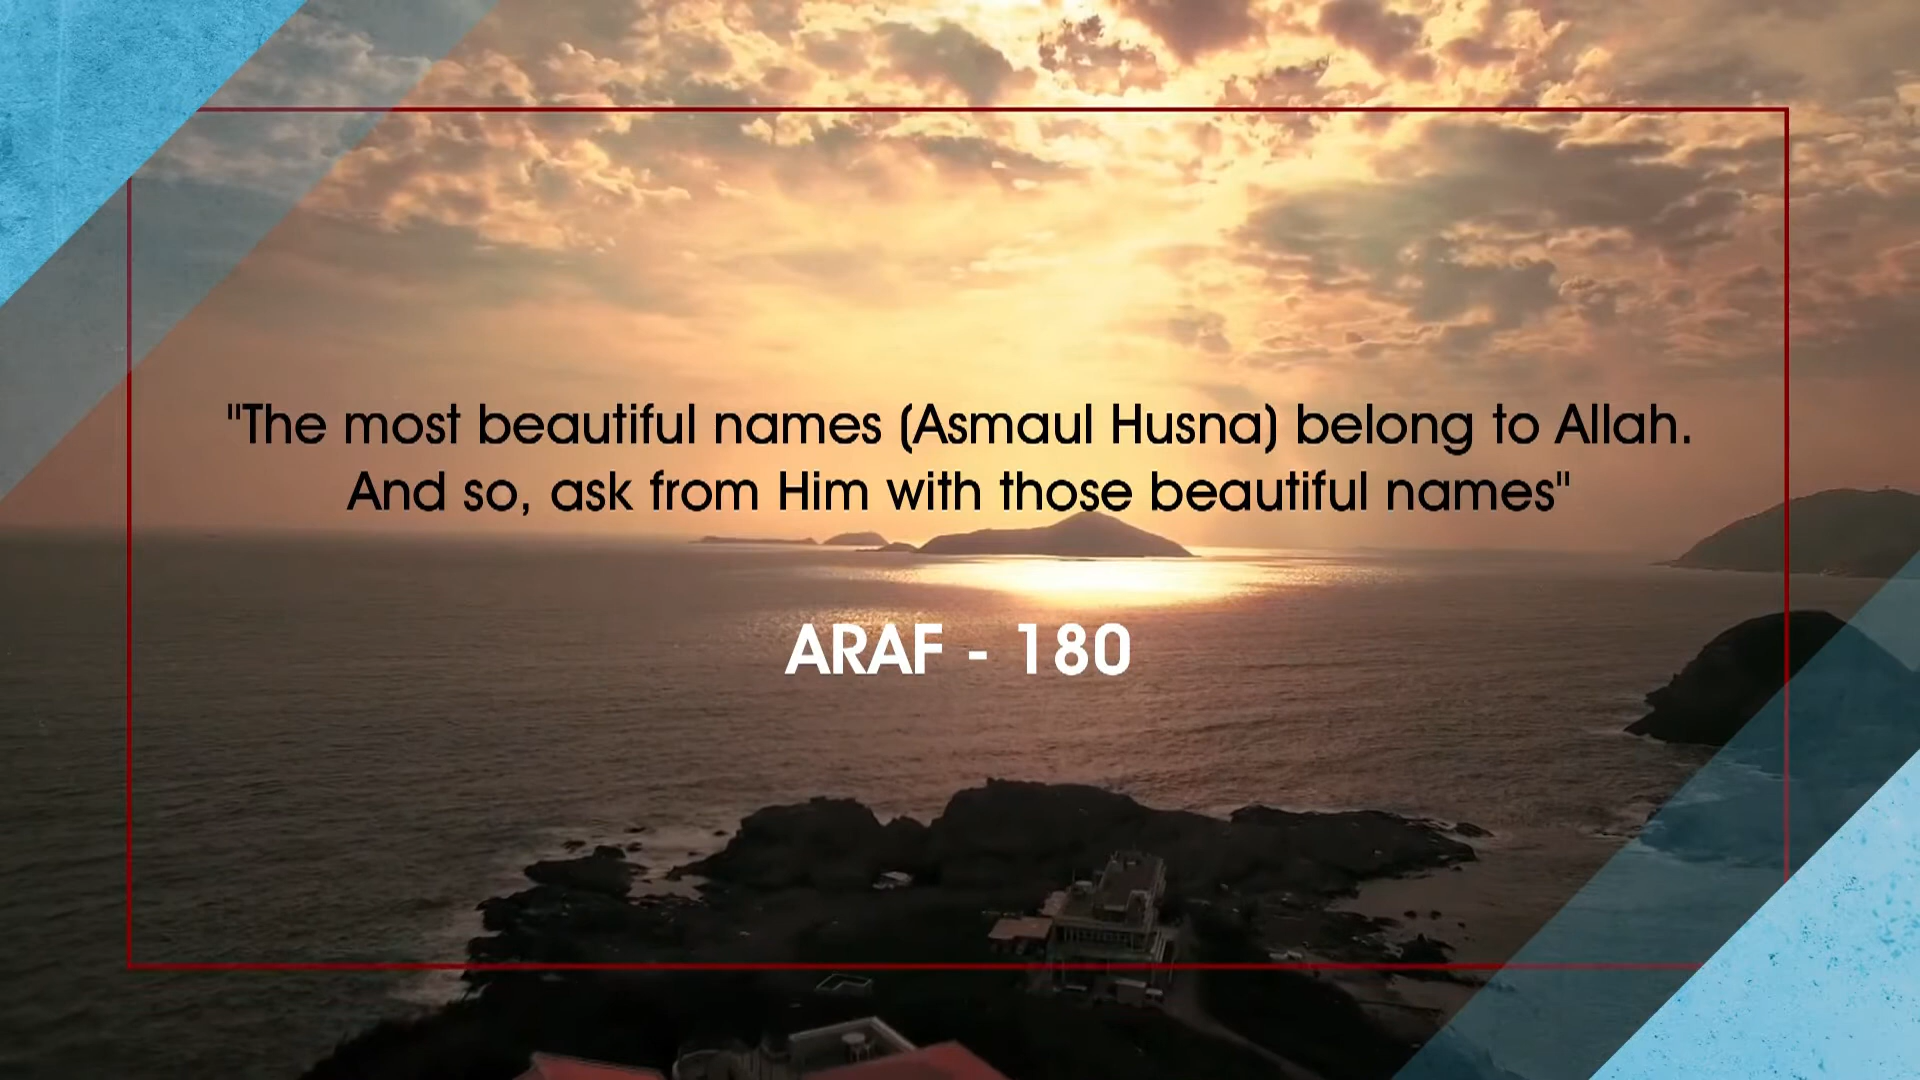 "The most beautiful names (Asmaul Husna) belong to Allah.
And so, ask from Him with those beautiful names"
ARAF - 180